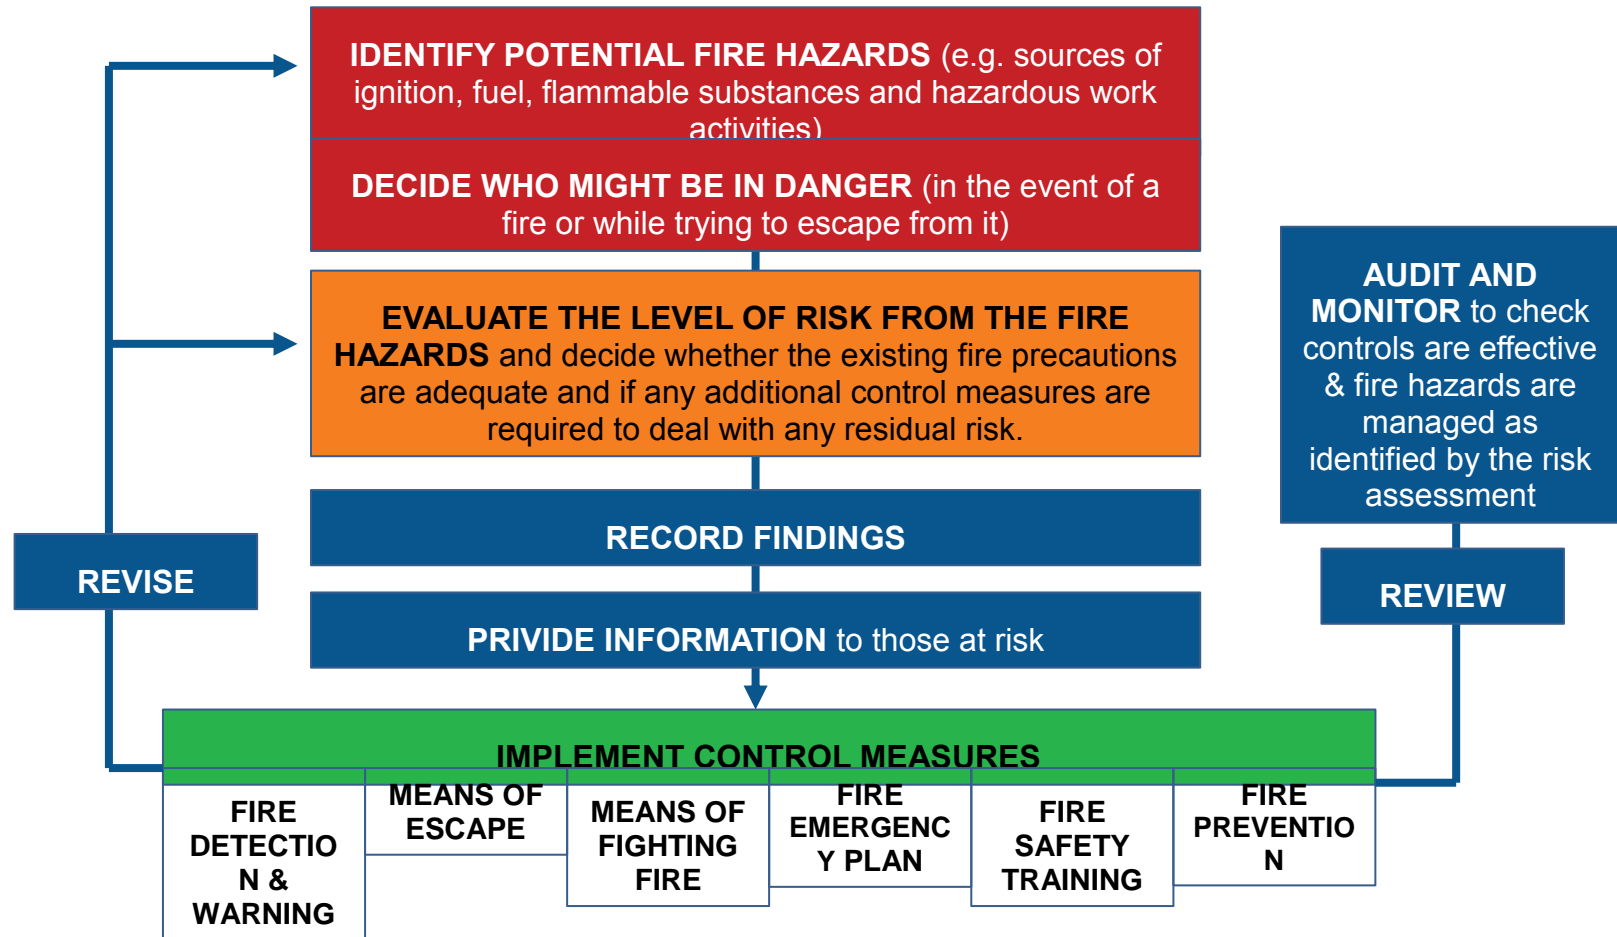 IDENTIFY POTENTIAL FIRE HAZARDS (e.g. sources of
ignition, fuel, flammable substances and hazardous work
activities)
DECIDE WHO MIGHT BE IN DANGER (in the event of a
fire or while trying to escape from it)
EVALUATE THE LEVEL OF RISK FROM THE FIRE
HAZARDS and decide whether the existing fire precautions
are adequate and if any additional control measures are
required to deal with any residual risk.
RECORD FINDINGS
PRIVIDE INFORMATION to those at risk
REVISE
AUDIT AND
MONITOR to check
controls are effective
& fire hazards are
managed as
identified by the risk
assessment
REVIEW
IMPLEMENT CONTROL MEASURES
FIRE
DETECTIO
N &
WARNING
MEANS OF
ESCAPE
MEANS OF
FIGHTING
FIRE
FIRE
EMERGENC
Y PLAN
FIRE
SAFETY
TRAINING
FIRE
PREVENTIO
N